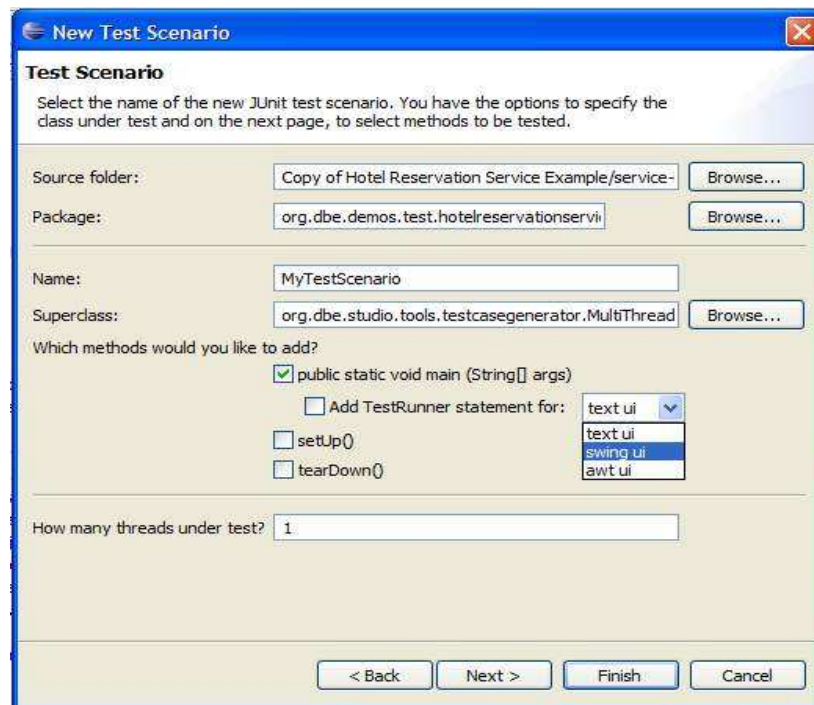 New Test Scenario
Test Scenario
Select the name of the new JUnit test scenario. You have the options to specify the
class under test and on the next page, to select methods to be tested.
Source folder: Copy of Hotel Reservation Service Example/service- Browse...
Package: org.dbe.demos.test.hotelreservationservi Browse...
Name: MyTestScenario
Superclass: org.dbe.studio.tools.testcasegenerator.MultiThread Browse...
Which methods would you like to add?
public static void main (String[] args)
Add TestRunner statement for: text ui
text ui
swing ui
awt ui
setUp()
tearDown()
How many threads under test? 1
< Back Next > Finish Cancel